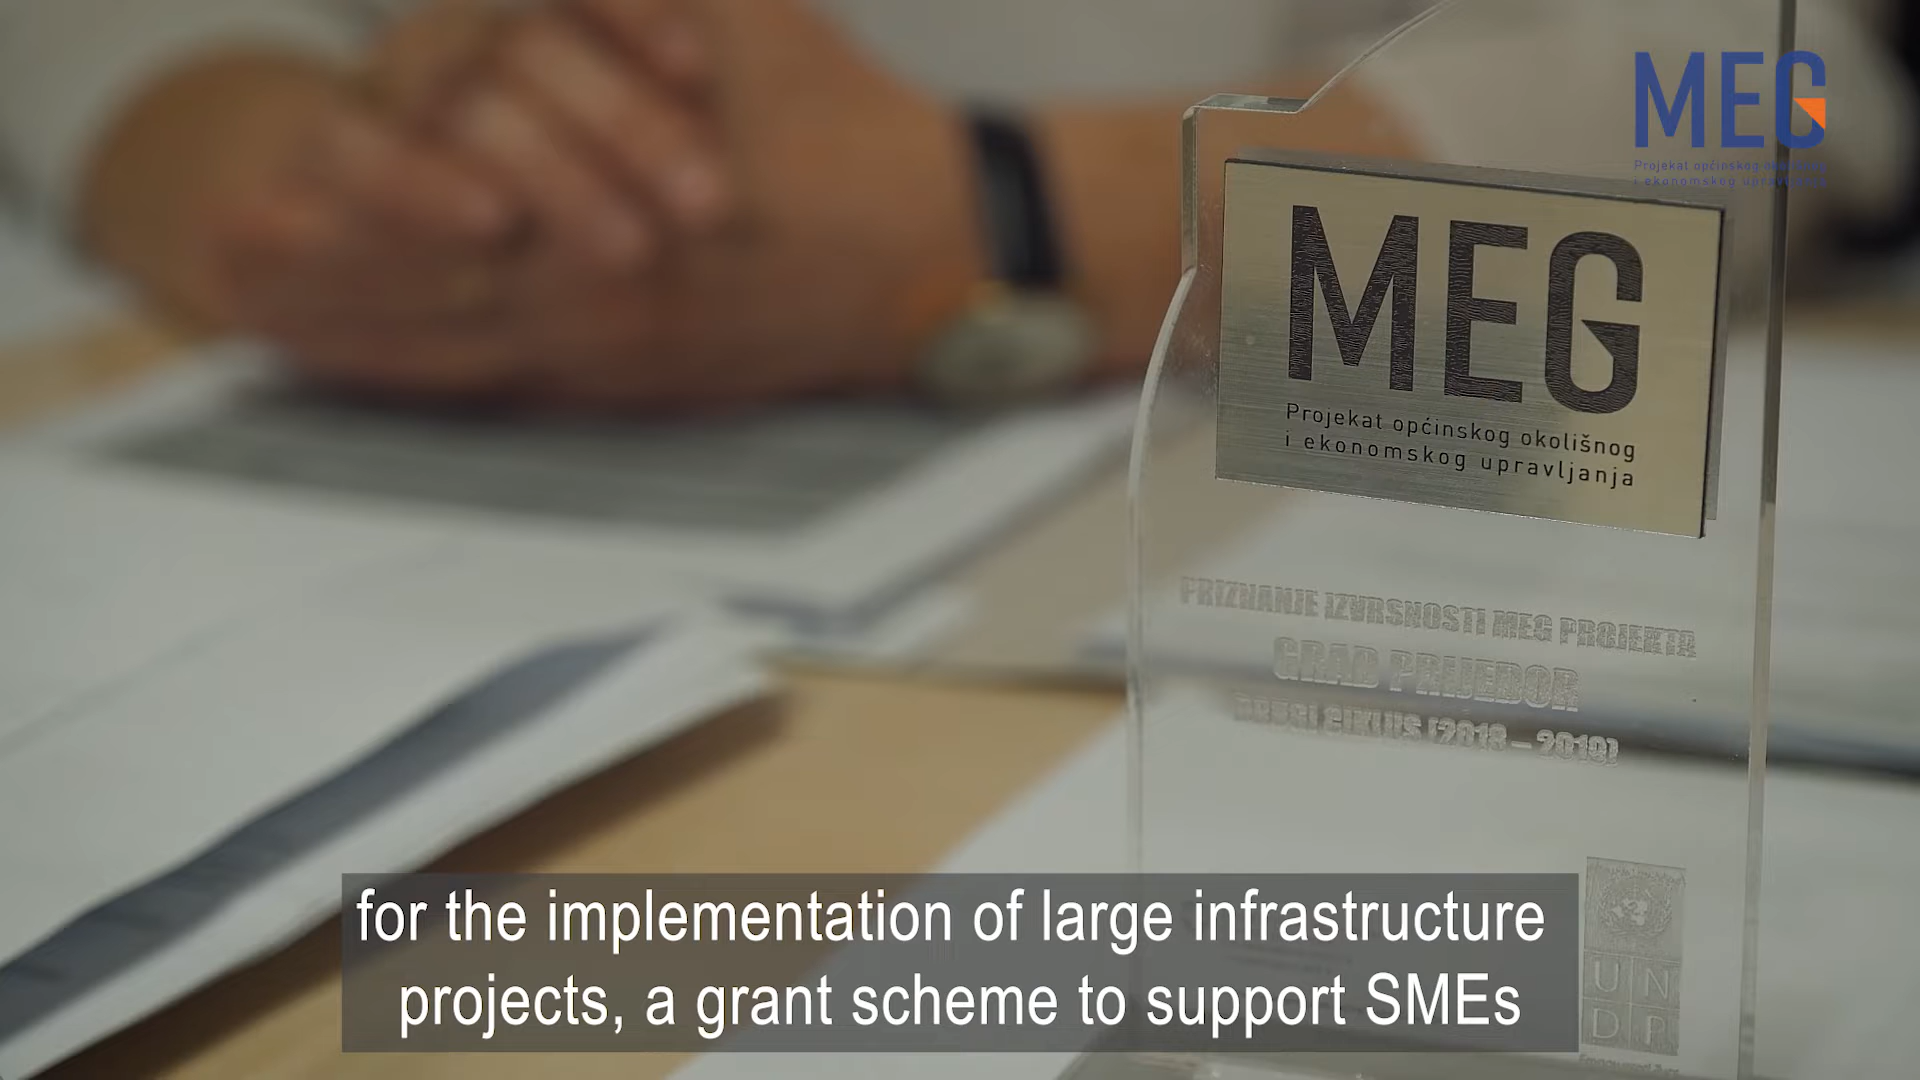 MEG
Projekat općinskog okolišnog
i ekonomskog upravljanja
MEG
Projekat općinskog okolišnog
i ekonomskog upravljanja
PRIZNANJE IZVRSNOSTI MEG PROJEKTA
GRAD PRIJEDOR
DRUGI CIKLUS (2018 – 2019)
for the implementation of large infrastructure
projects, a grant scheme to support SMEs
U N
D P